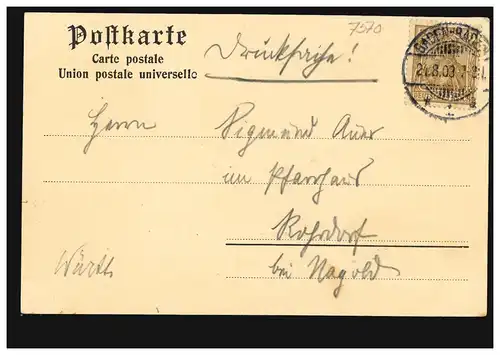 7570
Postkarte
Carte postale
Union postale universelle
Drucksache!
BADEN-BADEN
21.8.03.
Herrn Sigmund Auer
im Pfarrhaus
Rohrdorf
bei Nagold
Württ.